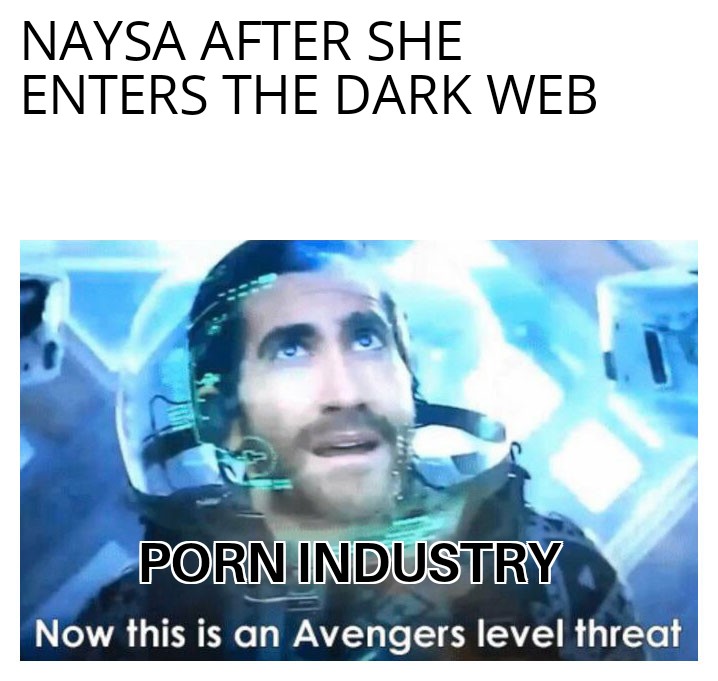 NAYSA AFTER SHE
ENTERS THE DARK WEB
PORN INDUSTRY
Now this is an Avengers level threat